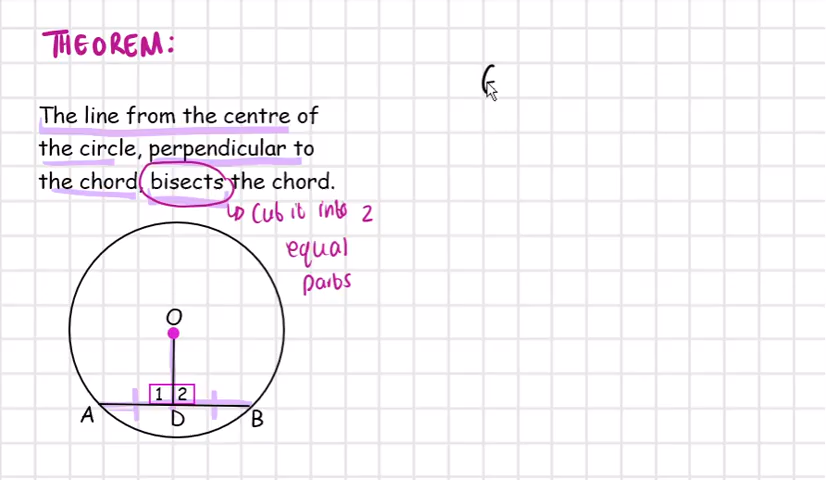 THEOREM:
The line from the centre of
the circle, perpendicular to
the chord, bisects the chord.
↳ Cut it into 2
equal
parts
O
1 2
A D B